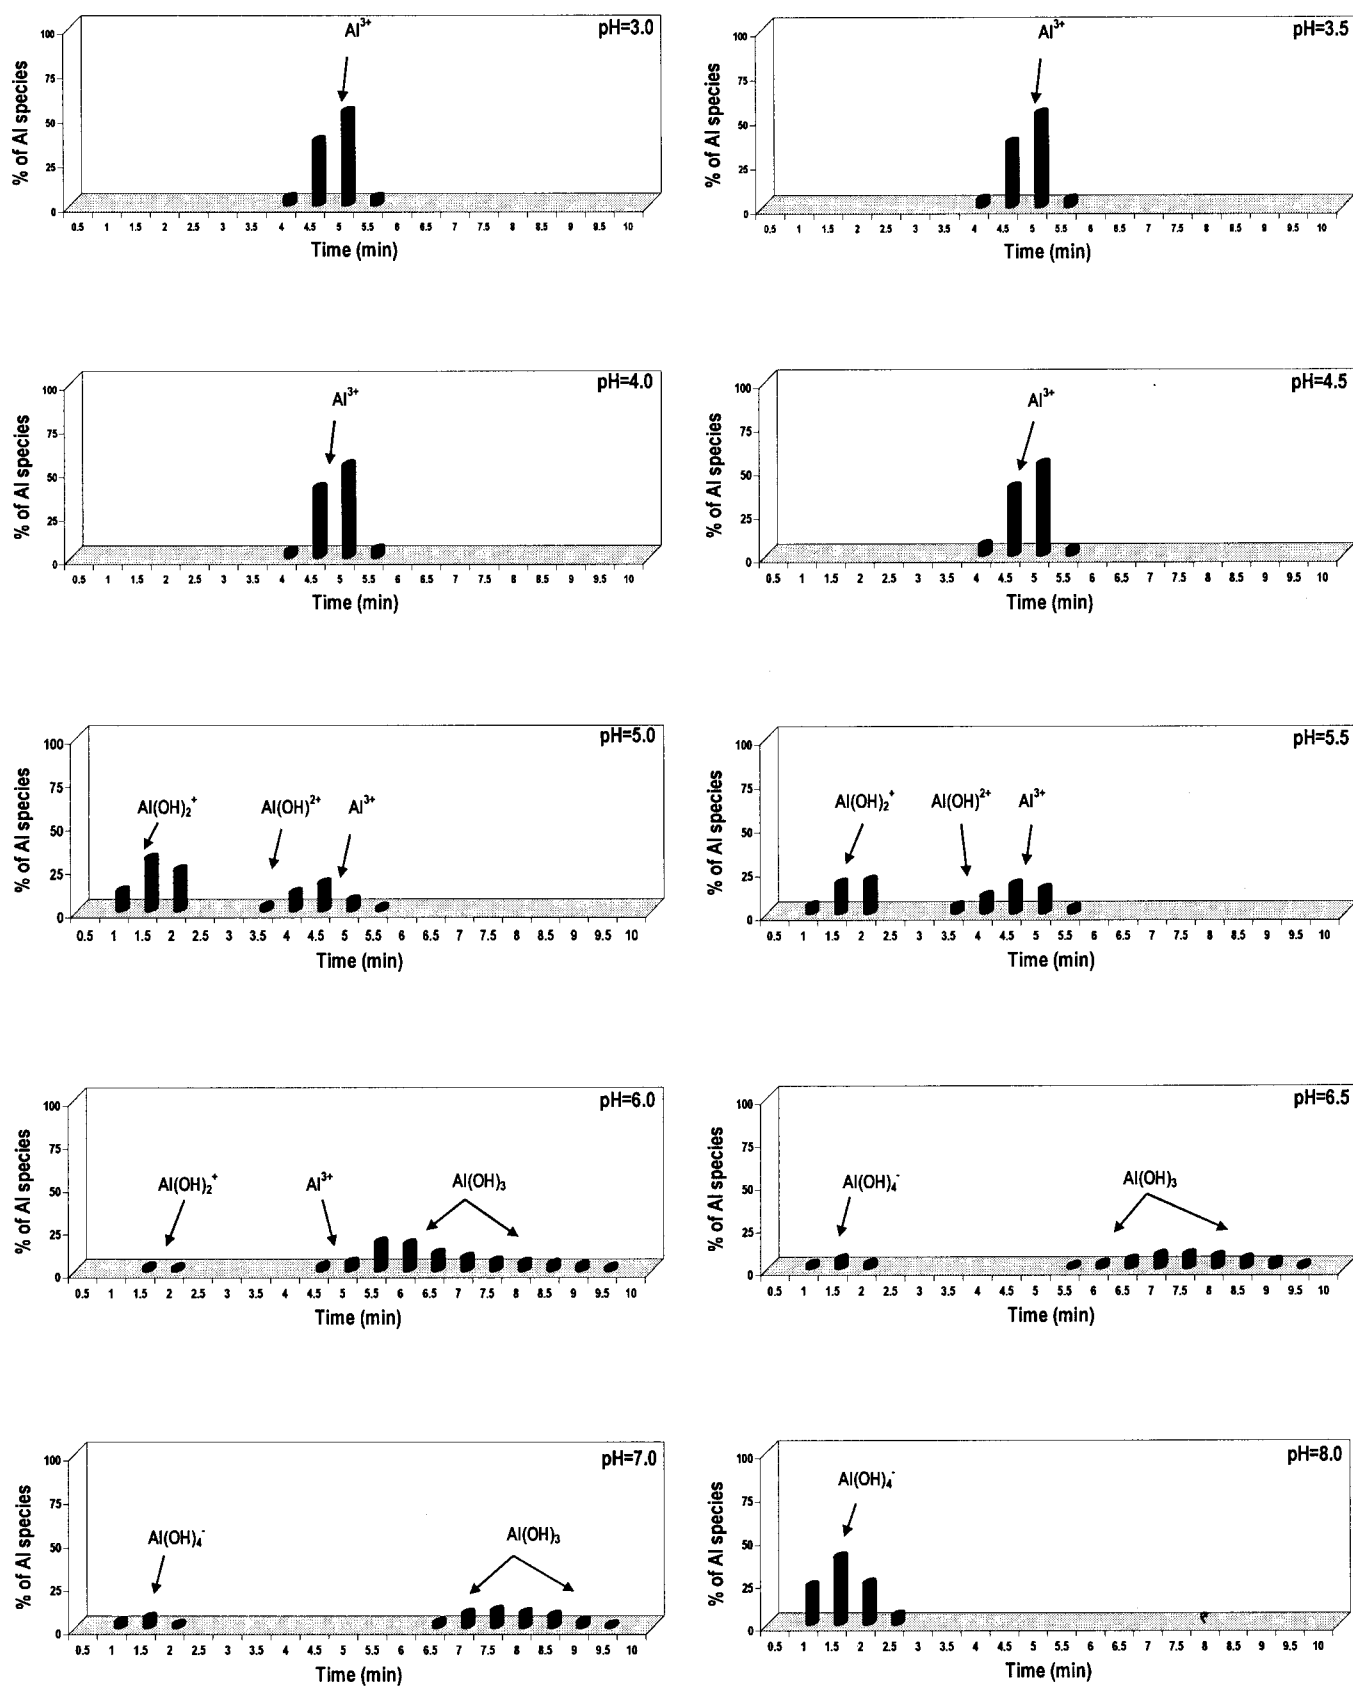 pH=3.0
Al³⁺
% of Al species
100
75
50
25
0
0.5 1 1.5 2 2.5 3 3.5 4 4.5 5 5.5 6 6.5 7 7.5 8 8.5 9 9.5 10
Time (min)
pH=3.5
Al³⁺
% of Al species
100
75
50
25
0
0.5 1 1.5 2 2.5 3 3.5 4 4.5 5 5.5 6 6.5 7 7.5 8 8.5 9 9.5 10
Time (min)
pH=4.0
Al³⁺
% of Al species
100
75
50
25
0
0.5 1 1.5 2 2.5 3 3.5 4 4.5 5 5.5 6 6.5 7 7.5 8 8.5 9 9.5 10
Time (min)
pH=4.5
Al³⁺
% of Al species
100
75
50
25
0
0.5 1 1.5 2 2.5 3 3.5 4 4.5 5 5.5 6 6.5 7 7.5 8 8.5 9 9.5 10
Time (min)
pH=5.0
Al(OH)₂⁺ Al(OH)²⁺ Al³⁺
% of Al species
100
75
50
25
0
0.5 1 1.5 2 2.5 3 3.5 4 4.5 5 5.5 6 6.5 7 7.5 8 8.5 9 9.5 10
Time (min)
pH=5.5
Al(OH)₂⁺ Al(OH)²⁺ Al³⁺
% of Al species
100
75
50
25
0
0.5 1 1.5 2 2.5 3 3.5 4 4.5 5 5.5 6 6.5 7 7.5 8 8.5 9 9.5 10
Time (min)
pH=6.0
Al(OH)₂⁺ Al³⁺ Al(OH)₃
% of Al species
100
75
50
25
0
0.5 1 1.5 2 2.5 3 3.5 4 4.5 5 5.5 6 6.5 7 7.5 8 8.5 9 9.5 10
Time (min)
pH=6.5
Al(OH)₄⁻ Al(OH)₃
% of Al species
100
75
50
25
0
0.5 1 1.5 2 2.5 3 3.5 4 4.5 5 5.5 6 6.5 7 7.5 8 8.5 9 9.5 10
Time (min)
pH=7.0
Al(OH)₄⁻ Al(OH)₃
% of Al species
100
75
50
25
0
0.5 1 1.5 2 2.5 3 3.5 4 4.5 5 5.5 6 6.5 7 7.5 8 8.5 9 9.5 10
Time (min)
pH=8.0
Al(OH)₄⁻
% of Al species
100
75
50
25
0
0.5 1 1.5 2 2.5 3 3.5 4 4.5 5 5.5 6 6.5 7 7.5 8 8.5 9 9.5 10
Time (min)